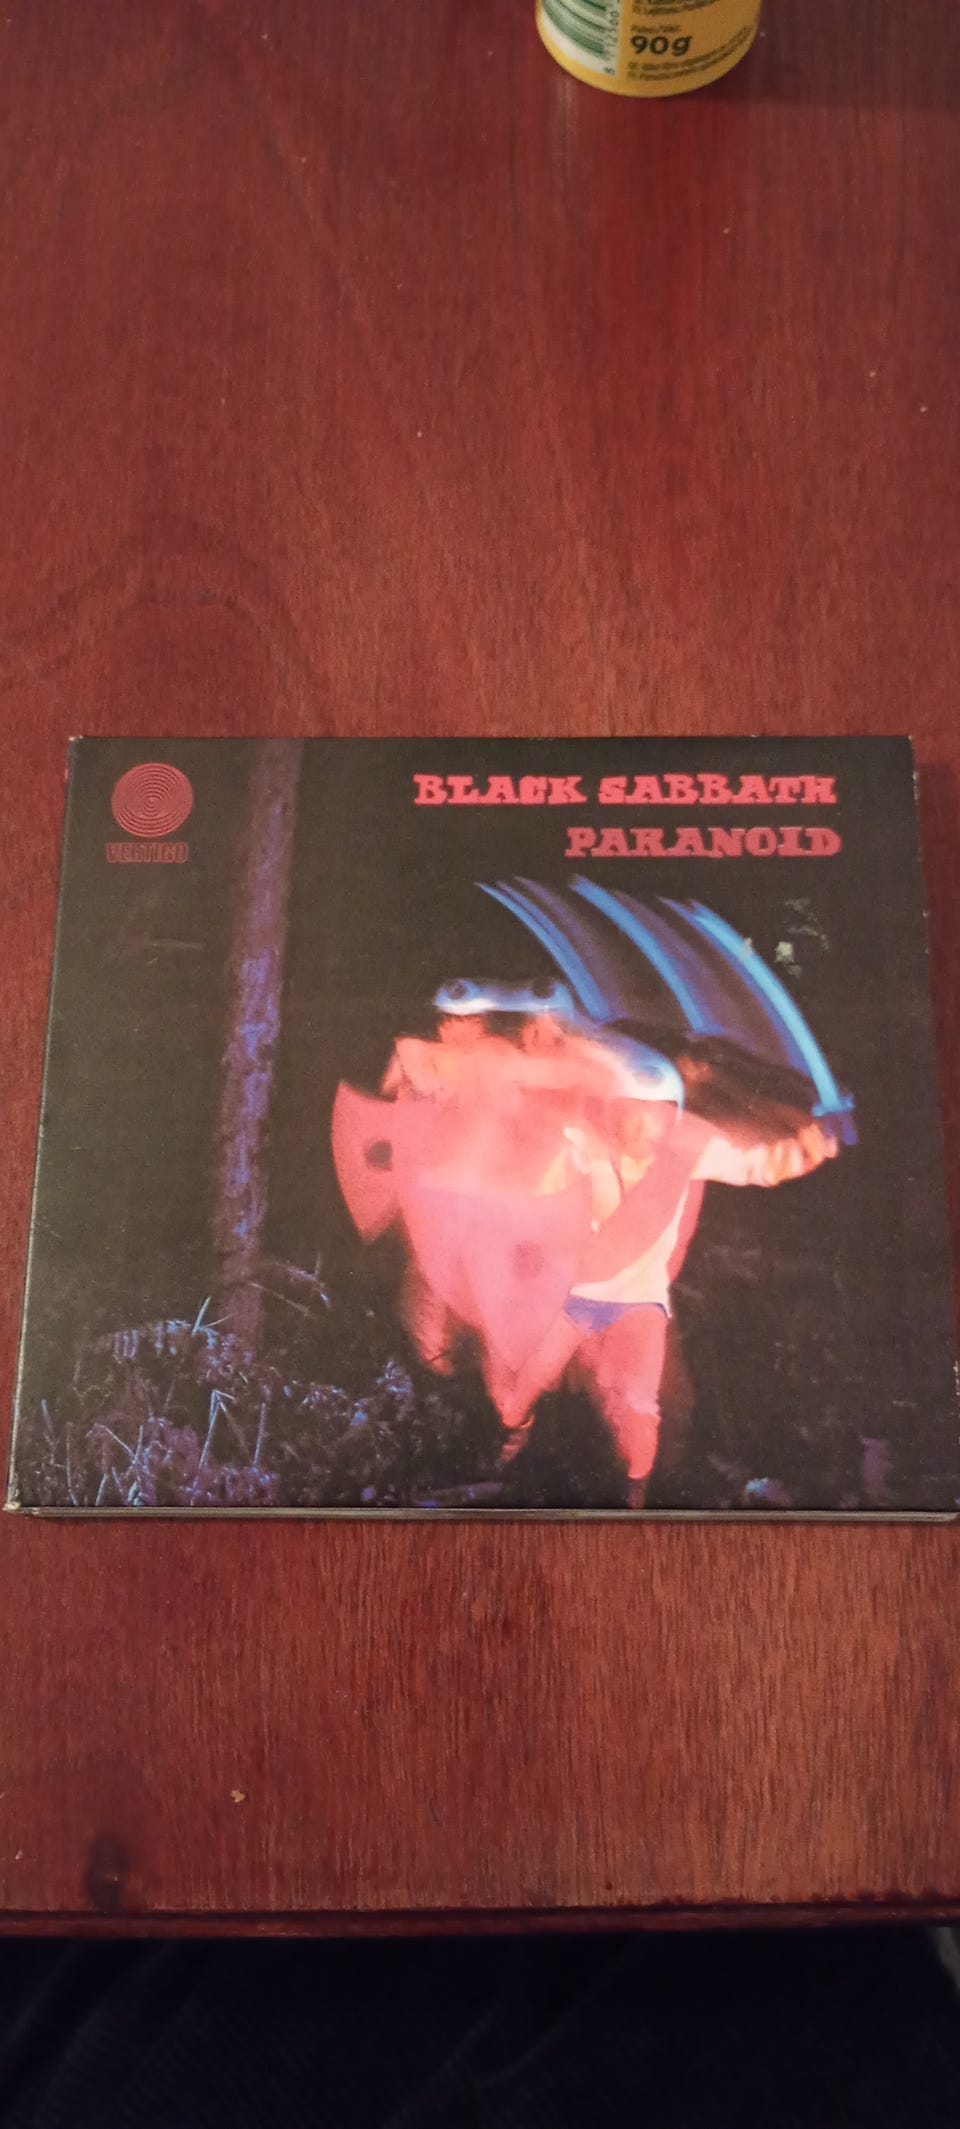 90g
VERTIGO
BLACK SABBATH
PARANOID